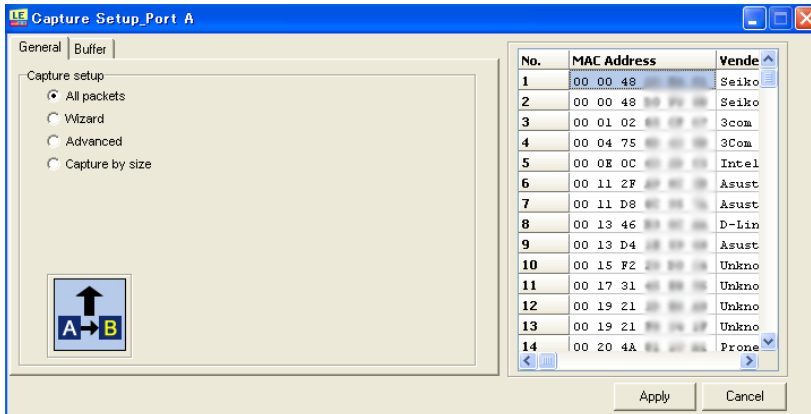 LE Capture Setup_Port A
General Buffer
Capture setup
All packets
Wizard
Advanced
Capture by size
A B
No. MAC Address Vende
1 00 00 48 Seiko
2 00 00 48 Seiko
3 00 01 02 3com
4 00 04 75 3Com
5 00 0E 0C Intel
6 00 11 2F Asust
7 00 11 D8 Asust
8 00 13 46 D-Lin
9 00 13 D4 Asust
10 00 15 F2 Unkno
11 00 17 31 Unkno
12 00 19 21 Unkno
13 00 19 21 Unkno
14 00 20 4A Prone
Apply Cancel